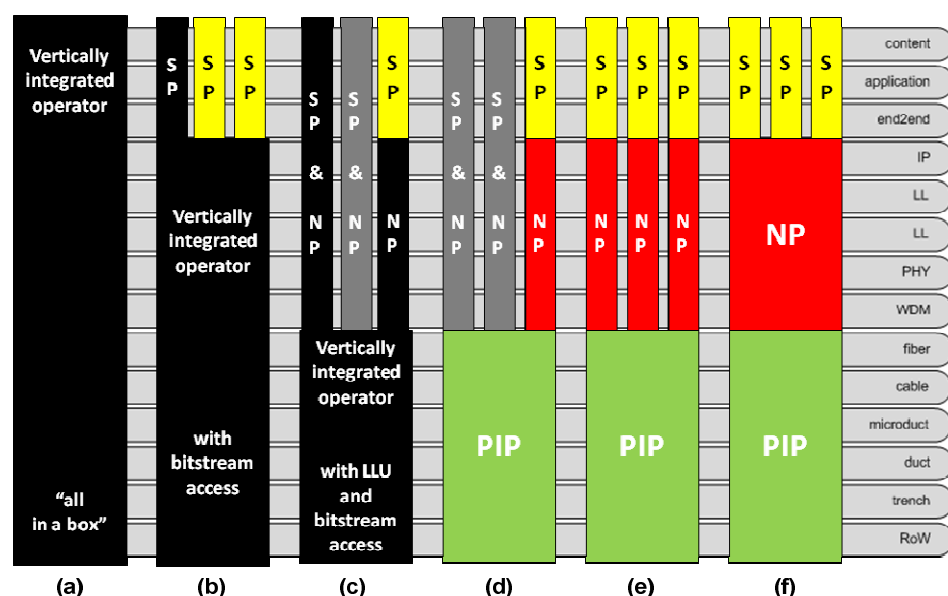 Vertically
integrated
operator
"all
in a box"
(a)
S
P
S
P
S
P
Vertically
integrated
operator
with
bitstream
access
(b)
S
P
&
N
P
S
P
&
N
P
S
P
N
P
Vertically
integrated
operator
with LLU
and
bitstream
access
(c)
S
P
&
N
P
S
P
&
N
P
S
P
N
P
PIP
(d)
S
P
S
P
S
P
N
P
N
P
N
P
PIP
(e)
S
P
S
P
S
P
NP
PIP
(f)
content
application
end2end
IP
LL
LL
PHY
WDM
fiber
cable
microduct
duct
trench
RoW